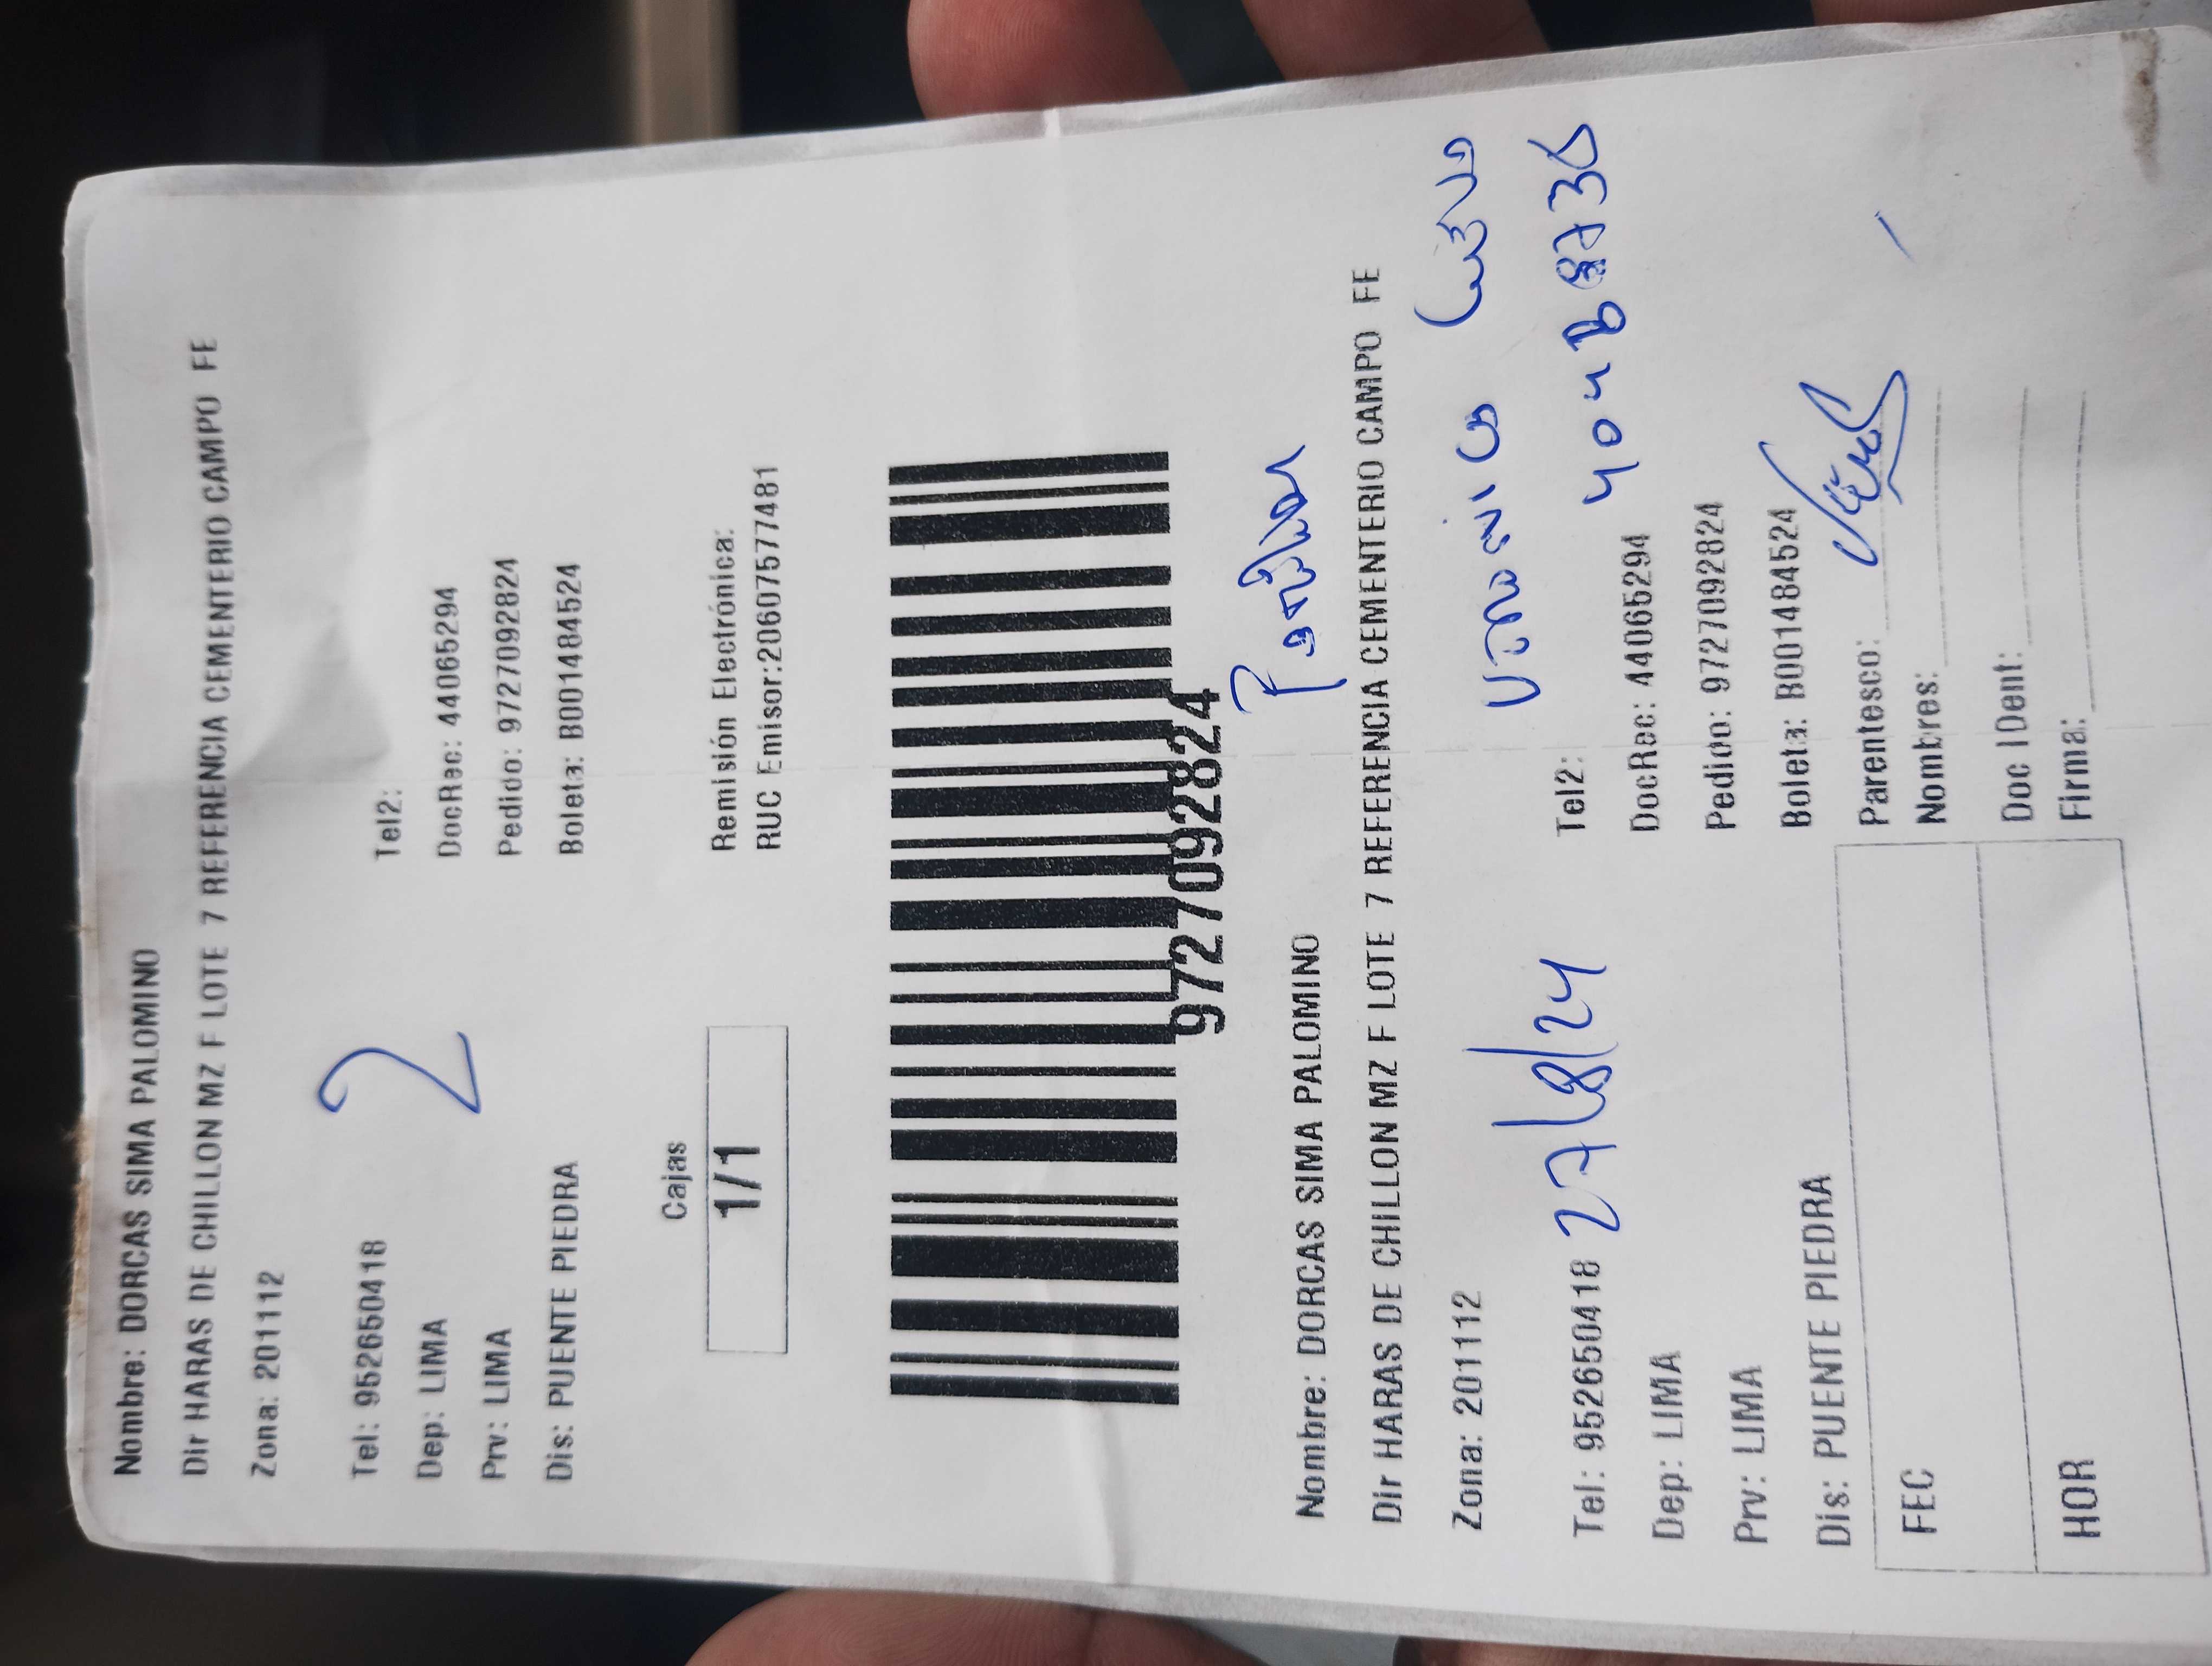 Nombre: DORCAS SIMA PALOMINO
Dir HARAS DE CHILLON MZ F LOTE 7 REFERENCIA CEMENTERIO CAMPO FE
Zona: 201112
2
Tel: 952650418 Tel2:
Dep: LIMA DocRec: 44065294
Prv: LIMA Pedido: 9727092824
Dis: PUENTE PIEDRA Boleta: B001484524
Cajas
1/1
Remisión Electrónica:
RUC Emisor:20607577481
9727092824
Nombre: DORCAS SIMA PALOMINO
Dir HARAS DE CHILLON MZ F LOTE 7 REFERENCIA CEMENTERIO CAMPO FE
Zona: 201112
Tel: 952650418 27/8/24 Tel2:
Dep: LIMA DocRec: 44065294
Prv: LIMA Pedido: 9727092824
Dis: PUENTE PIEDRA Boleta: B001484524
FEC
HOR
Parentesco:
Nombres:
Doc IDent:
Firma: